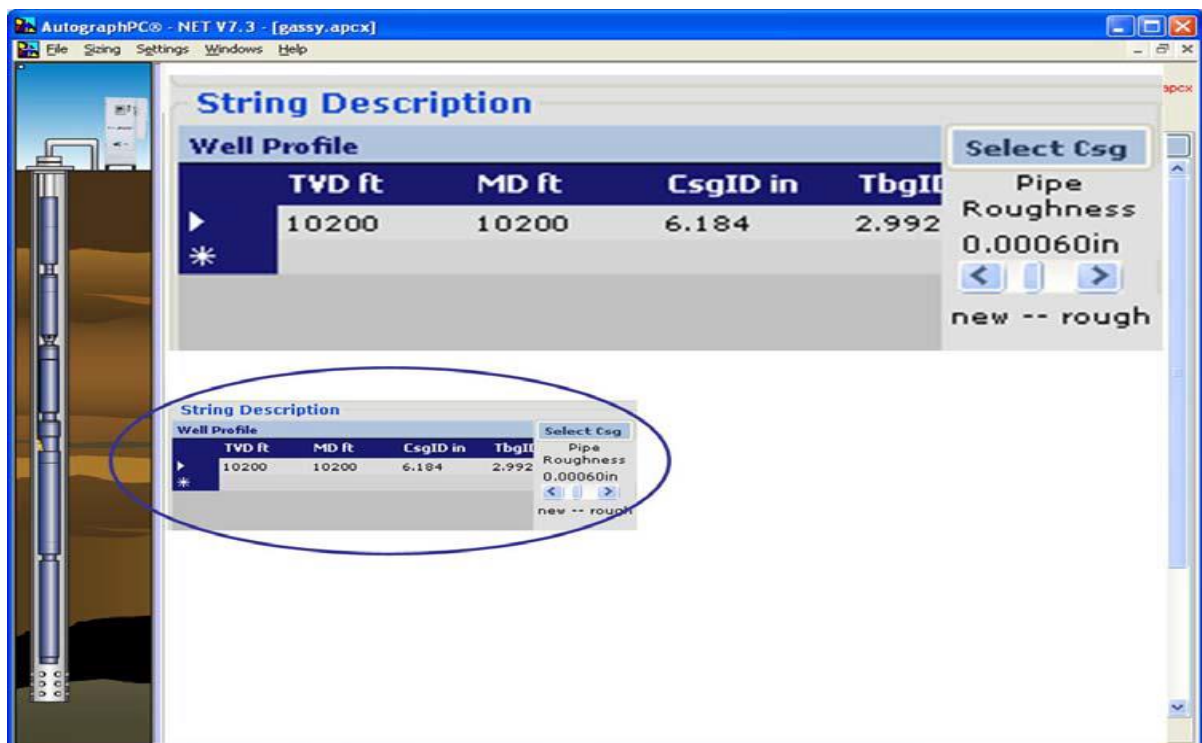 AutographPC® - NET V7.3 - [gassy.apcx]
File Sizing Settings Windows Help
apcx
String Description
Well Profile
Select Csg
TVD ft MD ft CsgID in TbgID
10200 10200 6.184 2.992
Pipe
Roughness
0.00060in
new -- rough
String Description
Well Profile
Select Csg
TVD ft MD ft CsgID in TbgID
10200 10200 6.184 2.992
Pipe
Roughness
0.00060in
new -- rough